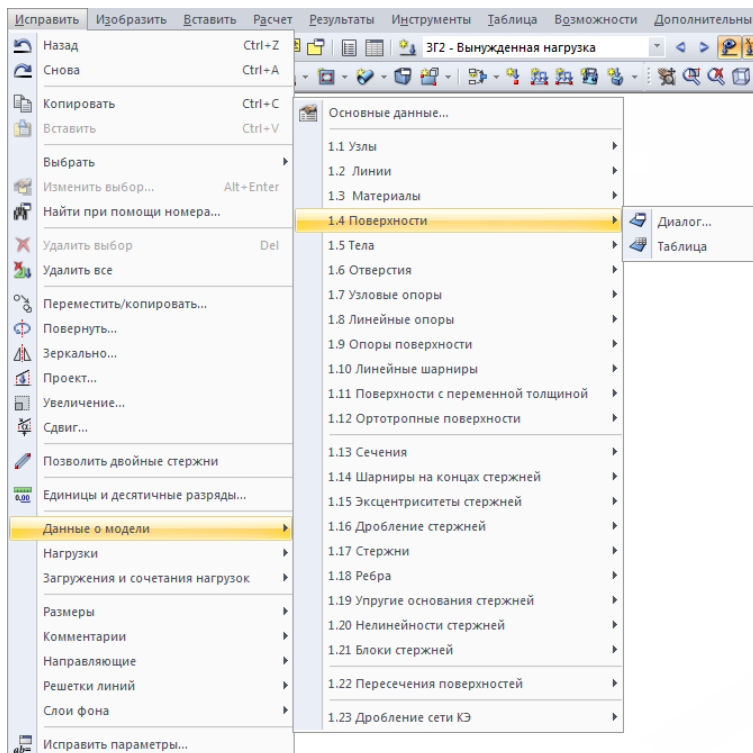 Исправить Изобразить Вставить Расчет Результаты Инструменты Таблица Возможности Дополнительны
Назад Ctrl+Z
ЗГ2 - Вынужденная нагрузка
Снова Ctrl+A
Копировать Ctrl+C
Вставить Ctrl+V
Выбрать
Изменить выбор... Alt+Enter
Найти при помощи номера...
Удалить выбор Del
Удалить все
Переместить/копировать...
Повернуть...
Зеркально...
Проект...
Увеличение...
Сдвиг...
Позволить двойные стержни
0,00 Единицы и десятичные разряды...
Данные о модели
Нагрузки
Загружения и сочетания нагрузок
Размеры
Комментарии
Направляющие
Решетки линий
Слои фона
ab= Исправить параметры...
Основные данные...
1.1 Узлы
1.2 Линии
1.3 Материалы
1.4 Поверхности
1.5 Тела
1.6 Отверстия
1.7 Узловые опоры
1.8 Линейные опоры
1.9 Опоры поверхности
1.10 Линейные шарниры
1.11 Поверхности с переменной толщиной
1.12 Ортотропные поверхности
1.13 Сечения
1.14 Шарниры на концах стержней
1.15 Эксцентриситеты стержней
1.16 Дробление стержней
1.17 Стержни
1.18 Ребра
1.19 Упругие основания стержней
1.20 Нелинейности стержней
1.21 Блоки стержней
1.22 Пересечения поверхностей
1.23 Дробление сети КЭ
Диалог...
Таблица